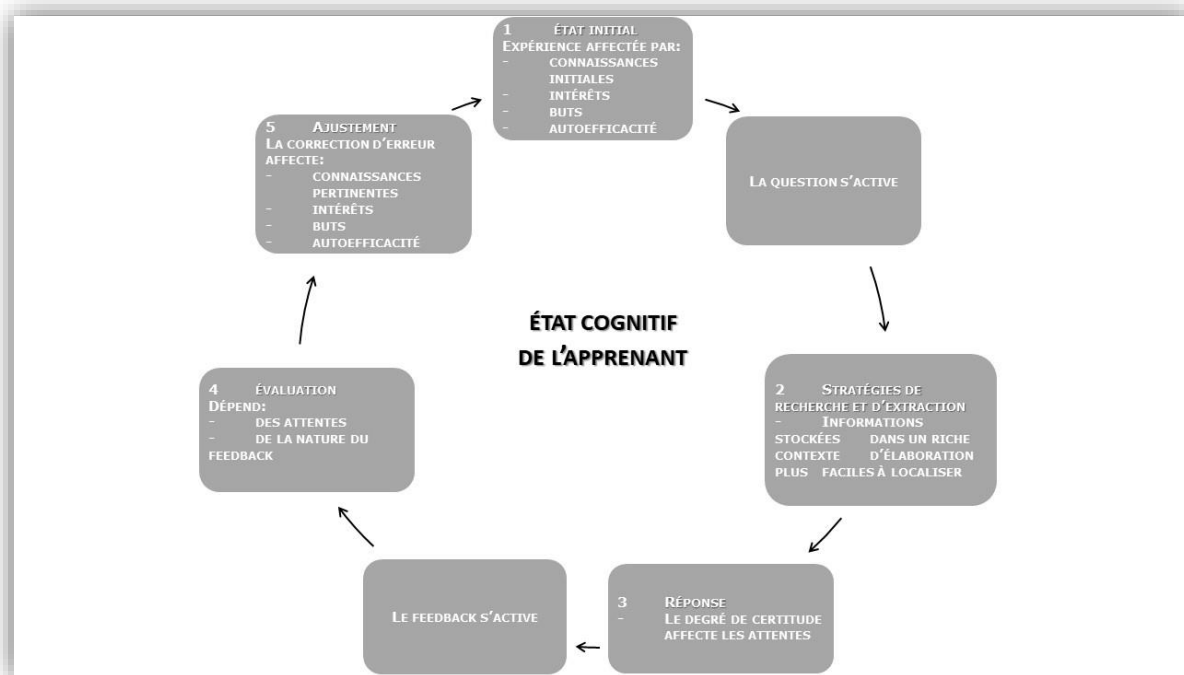 1 ÉTAT INITIAL
EXPÉRIENCE AFFECTÉE PAR:
- CONNAISSANCES
INITIALES
- INTÉRÊTS
- BUTS
- AUTOEFFICACITÉ
LA QUESTION S'ACTIVE
2 STRATÉGIES DE
RECHERCHE ET D'EXTRACTION
- INFORMATIONS
STOCKÉES DANS UN RICHE
CONTEXTE D'ÉLABORATION
PLUS FACILES À LOCALISER
3 RÉPONSE
- LE DEGRÉ DE CERTITUDE
AFFECTE LES ATTENTES
LE FEEDBACK S'ACTIVE
4 ÉVALUATION
DÉPEND:
- DES ATTENTES
- DE LA NATURE DU
FEEDBACK
5 AJUSTEMENT
LA CORRECTION D'ERREUR
AFFECTE:
- CONNAISSANCES
PERTINENTES
- INTÉRÊTS
- BUTS
- AUTOEFFICACITÉ
ÉTAT COGNITIF
DE L'APPRENANT